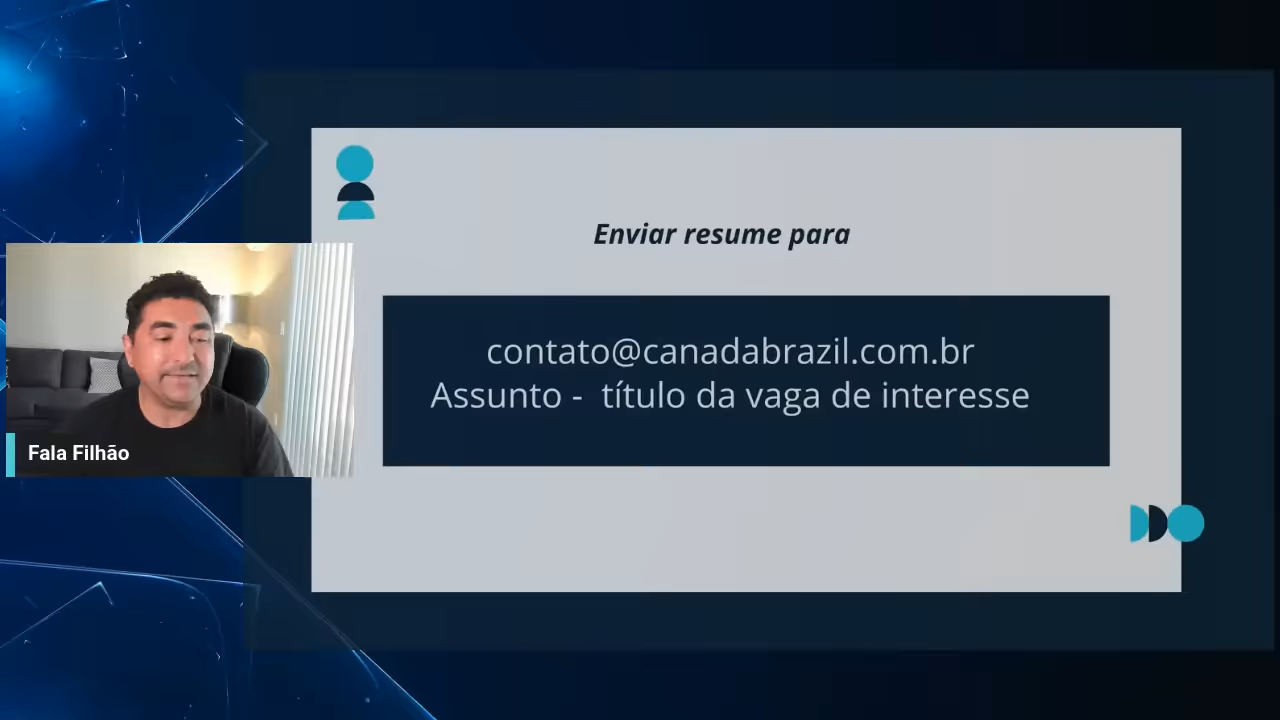 Enviar resume para
contato@canadabrazil.com.br
Assunto - título da vaga de interesse
Fala Filhão